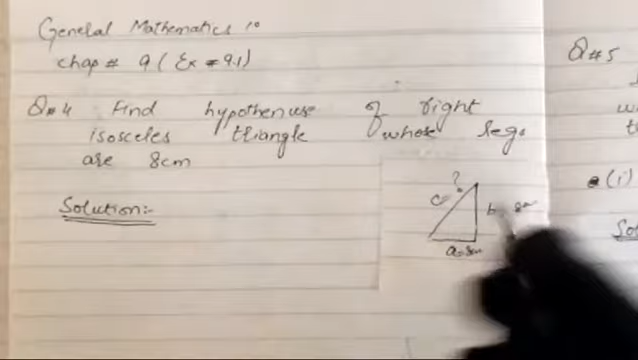 General Mathematics 10
chap # 9 ( Ex # 9.1)
Q#4 Find hypothenuse of right
isosceles triangle whose legs
are 8cm
Solution:-
?
c
b
a=8cm
Q#5
(i)